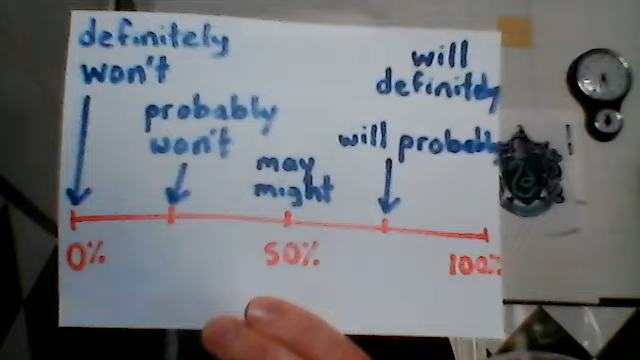 definitely
won't
probably
won't
may
might
will
definitely
will probably
0%
50%
100%